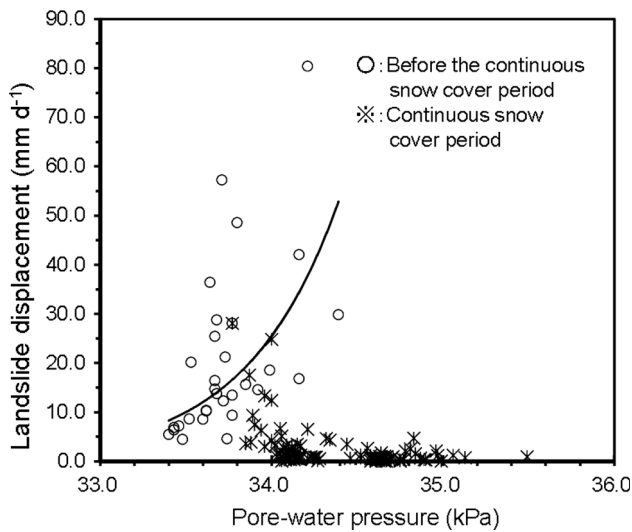 90.0
80.0
70.0
60.0
50.0
40.0
30.0
20.0
10.0
0.0
Landslide displacement (mm d-1)
○ : Before the continuous
snow cover period
※ : Continuous snow
cover period
33.0 34.0 35.0 36.0
Pore-water pressure (kPa)